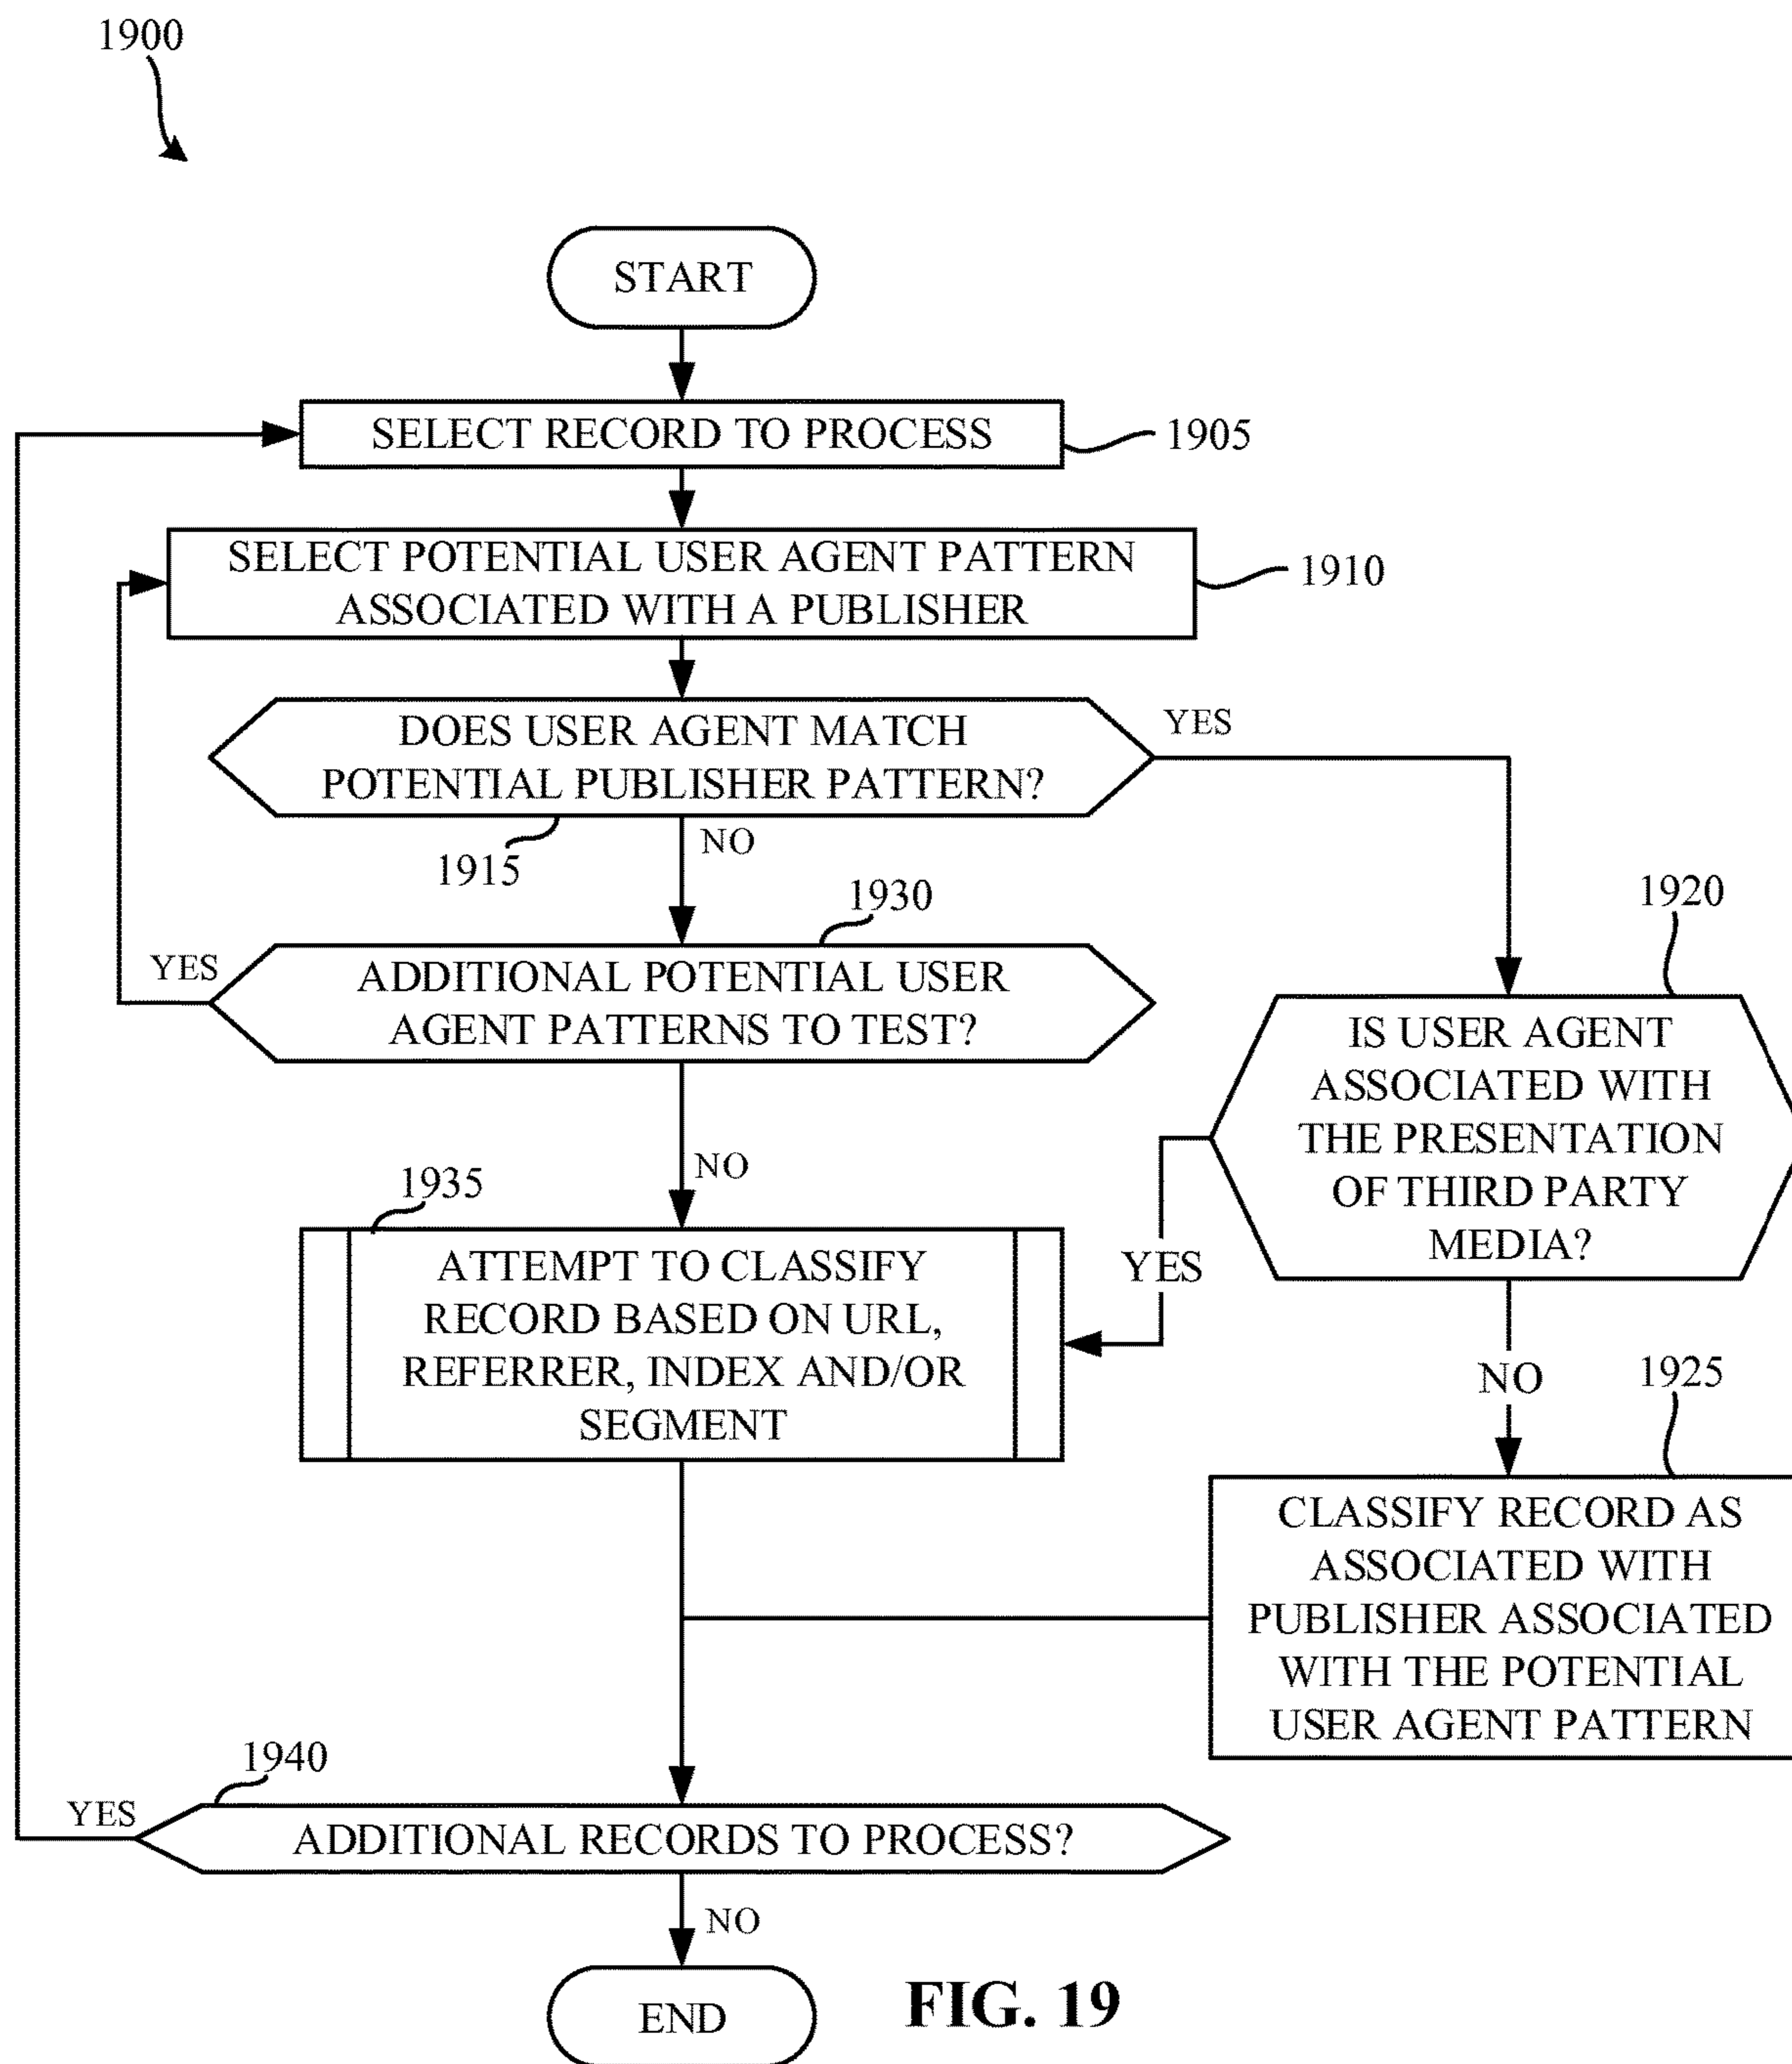 1900
START
SELECT RECORD TO PROCESS
1905
SELECT POTENTIAL USER AGENT PATTERN
ASSOCIATED WITH A PUBLISHER
1910
DOES USER AGENT MATCH
POTENTIAL PUBLISHER PATTERN?
YES
1915
NO
1930
1920
YES
ADDITIONAL POTENTIAL USER
AGENT PATTERNS TO TEST?
IS USER AGENT
ASSOCIATED WITH
THE PRESENTATION
OF THIRD PARTY
MEDIA?
NO
1935
YES
ATTEMPT TO CLASSIFY
RECORD BASED ON URL,
REFERRER, INDEX AND/OR
SEGMENT
NO
1925
CLASSIFY RECORD AS
ASSOCIATED WITH
PUBLISHER ASSOCIATED
WITH THE POTENTIAL
USER AGENT PATTERN
1940
YES
ADDITIONAL RECORDS TO PROCESS?
NO
END
FIG. 19